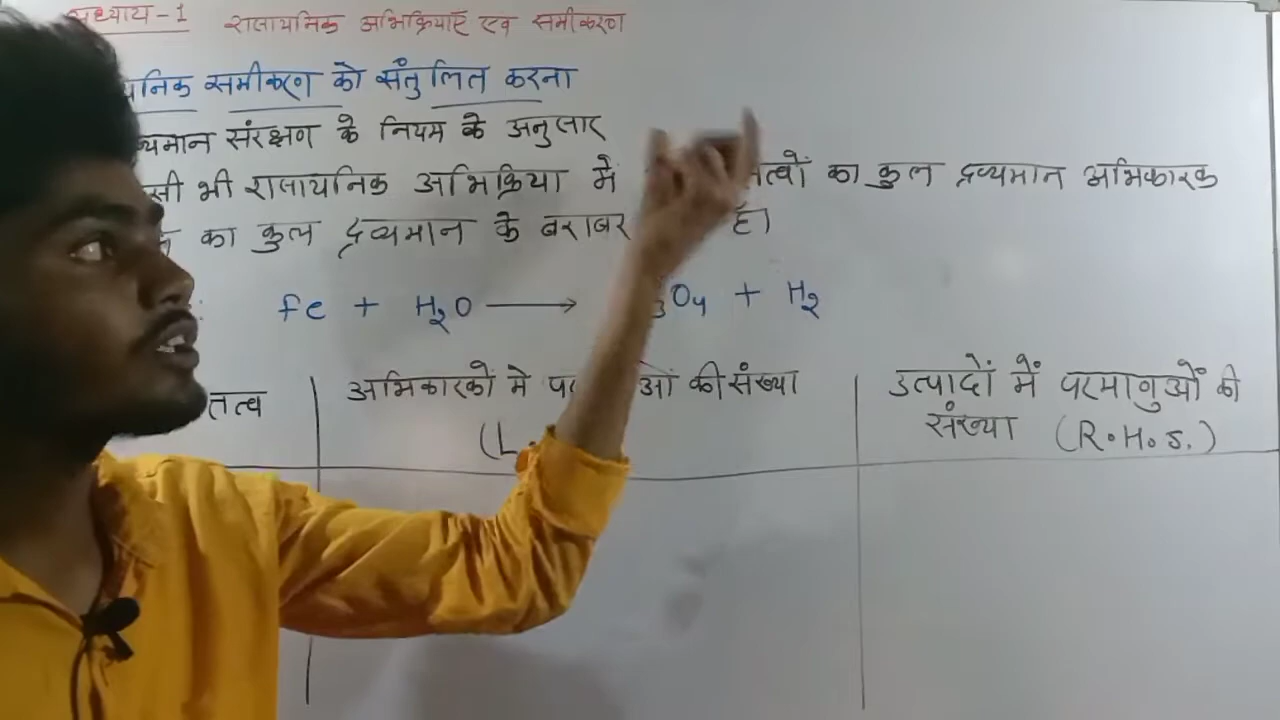 अध्याय-1 रासायनिक अभिक्रियाएँ एवं समीकरण
यनिक समीकरण को संतुलित करना
व्यमान संरक्षण के नियम के अनुसार
सी भी रासायनिक अभिक्रिया में त्वों का कुल द्रव्यमान अभिकारक
का कुल द्रव्यमान के बराबर है।
fe + H₂O ⟶ ₃O₄ + H₂
तत्व अभिकारकों मे की संख्या (L.
उत्पादों में परमाणुओं की संख्या (R.H.S.)